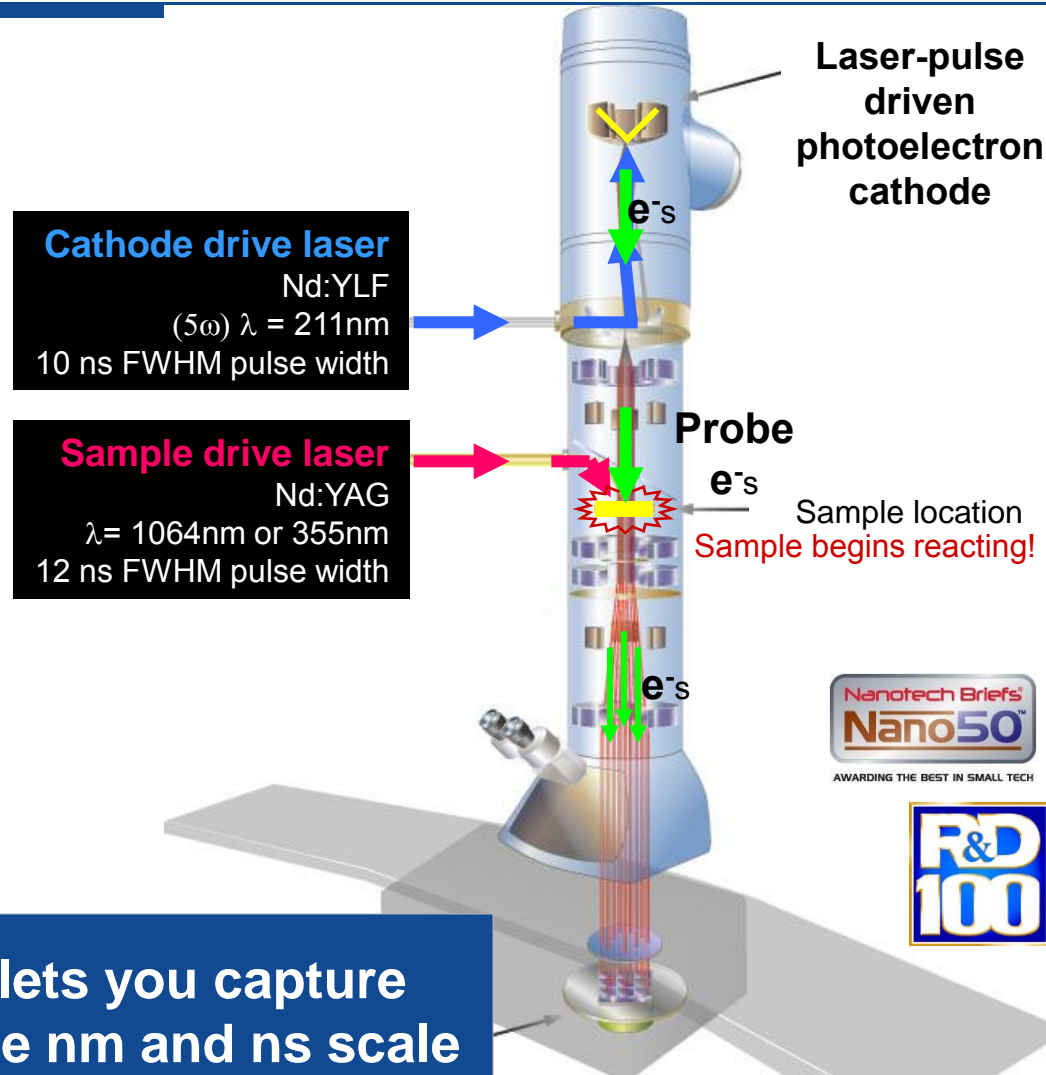 Laser-pulse
driven
photoelectron
cathode
e-s
Cathode drive laser
Nd:YLF
(5ω) λ = 211nm
10 ns FWHM pulse width
Probe
e-s
Sample drive laser
Nd:YAG
λ= 1064nm or 355nm
12 ns FWHM pulse width
Sample location
Sample begins reacting!
e-s
Nanotech Briefs®
Nano50™
AWARDING THE BEST IN SMALL TECH
R&D
100
lets you capture
e nm and ns scale